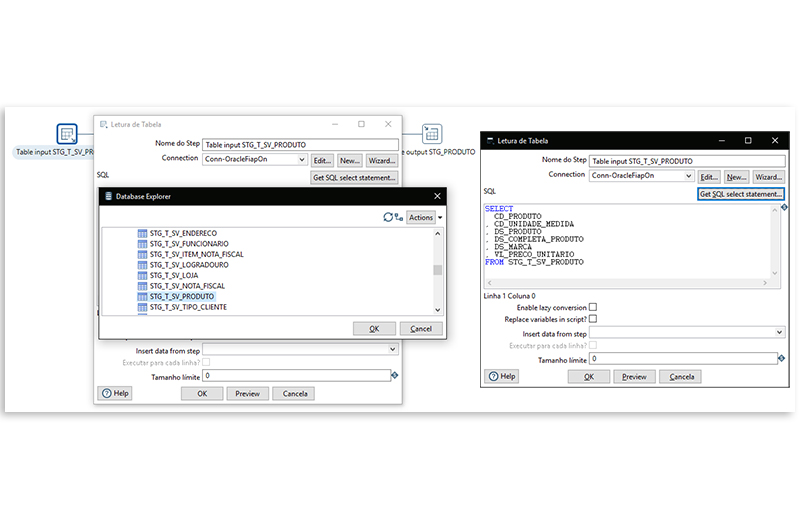 Table input STG_T_SV_PR
Letura de Tabela
Nome do Step
Table input STG_T_SV_PRODUTO
Connection
Conn-OracleFiapOn
Edit...
New...
Wizard...
SQL
Get SQL select statement...
Database Explorer
Actions
STG_T_SV_ENDERECO
STG_T_SV_FUNCIONARIO
STG_T_SV_ITEM_NOTA_FISCAL
STG_T_SV_LOGRADOURO
STG_T_SV_LOJA
STG_T_SV_NOTA_FISCAL
STG_T_SV_PRODUTO
STG_T_SV_TIPO_CLIENTE
OK
Cancel
Insert data from step
Executar para cada linha?
Tamanho límite
0
Help
OK
Preview
Cancela
e output STG_PRODUTO
Letura de Tabela
Nome do Step
Table input STG_T_SV_PRODUTO
Connection
Conn-OracleFiapOn
Edit...
New...
Wizard...
SQL
Get SQL select statement...
SELECT
CD_PRODUTO
, CD_UNIDADE_MEDIDA
, DS_PRODUTO
, DS_COMPLETA_PRODUTO
, DS_MARCA
, VL_PRECO_UNITARIO
FROM STG_T_SV_PRODUTO
Linha 1 Coluna 0
Enable lazy conversion
Replace variables in script?
Insert data from step
Executar para cada linha?
Tamanho límite
0
Help
OK
Preview
Cancela